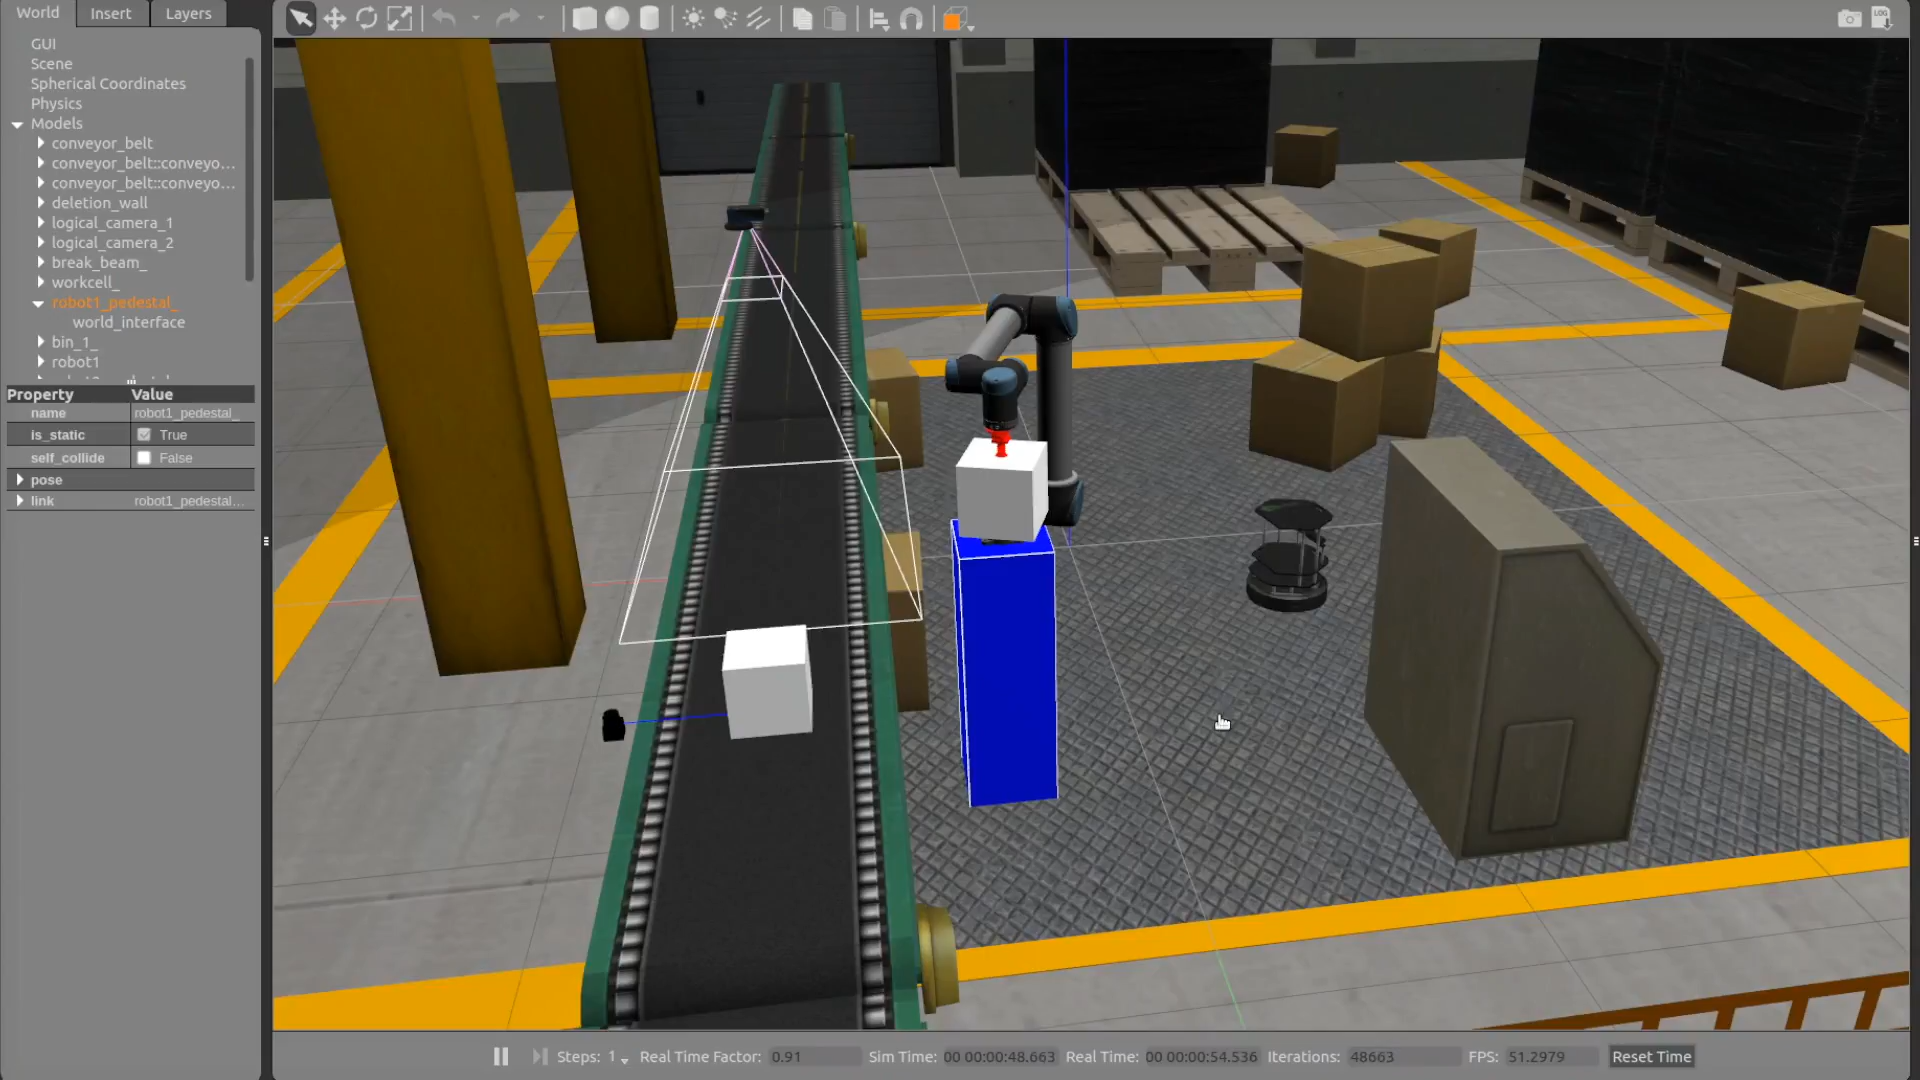 World Insert Layers
GUI
Scene
Spherical Coordinates
Physics
Models
conveyor_belt
conveyor_belt::conveyo...
conveyor_belt::conveyo...
deletion_wall
logical_camera_1
logical_camera_2
break_beam_
workcell_
robot1_pedestal_
world_interface
bin_1_
robot1
Property Value
name robot1_pedestal_
is_static True
self_collide False
pose
link robot1_pedestal...
LOG
Steps: 1 Real Time Factor: 0.91 Sim Time: 00 00:00:48.663 Real Time: 00 00:00:54.536 Iterations: 48663 FPS: 51.2979 Reset Time